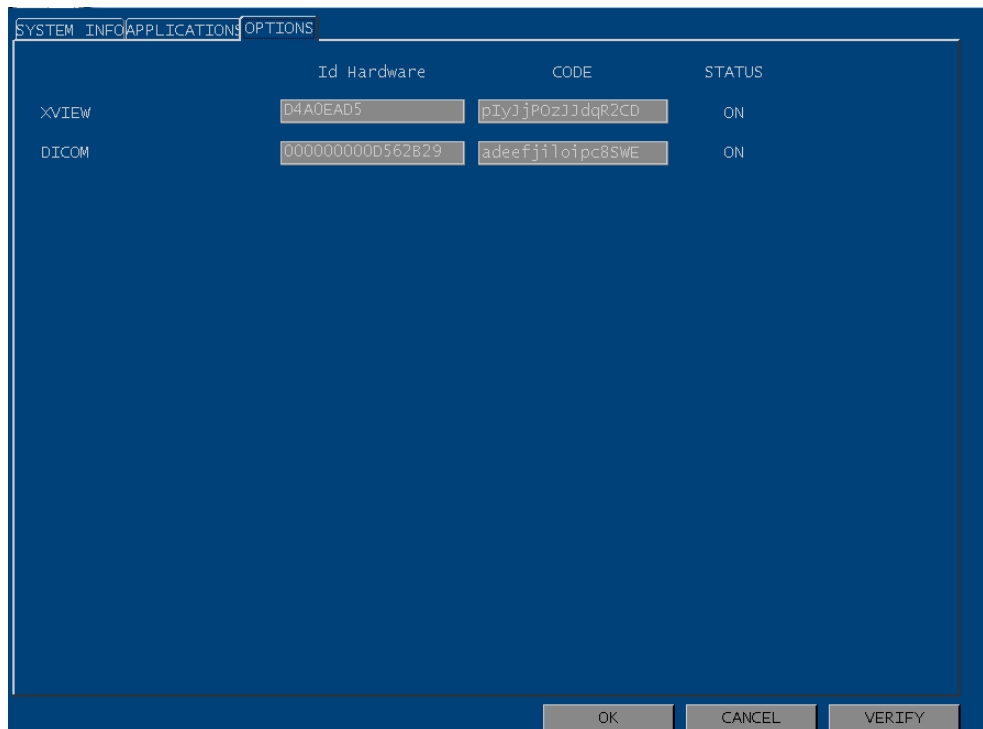 SYSTEM INFO APPLICATIONS OPTIONS
Id Hardware CODE STATUS
XVIEW D4A0EAD5 pIyJjPOzJJdqR2CD ON
DICOM 000000000D562B29 adeefjiloipc8SWE ON
OK CANCEL VERIFY